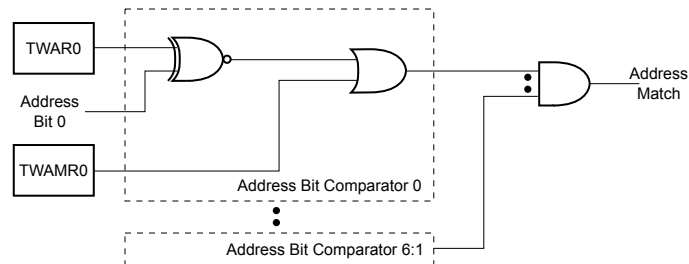 TWAR0
Address
Bit 0
TWAMR0
Address Bit Comparator 0
Address Bit Comparator 6:1
Address
Match